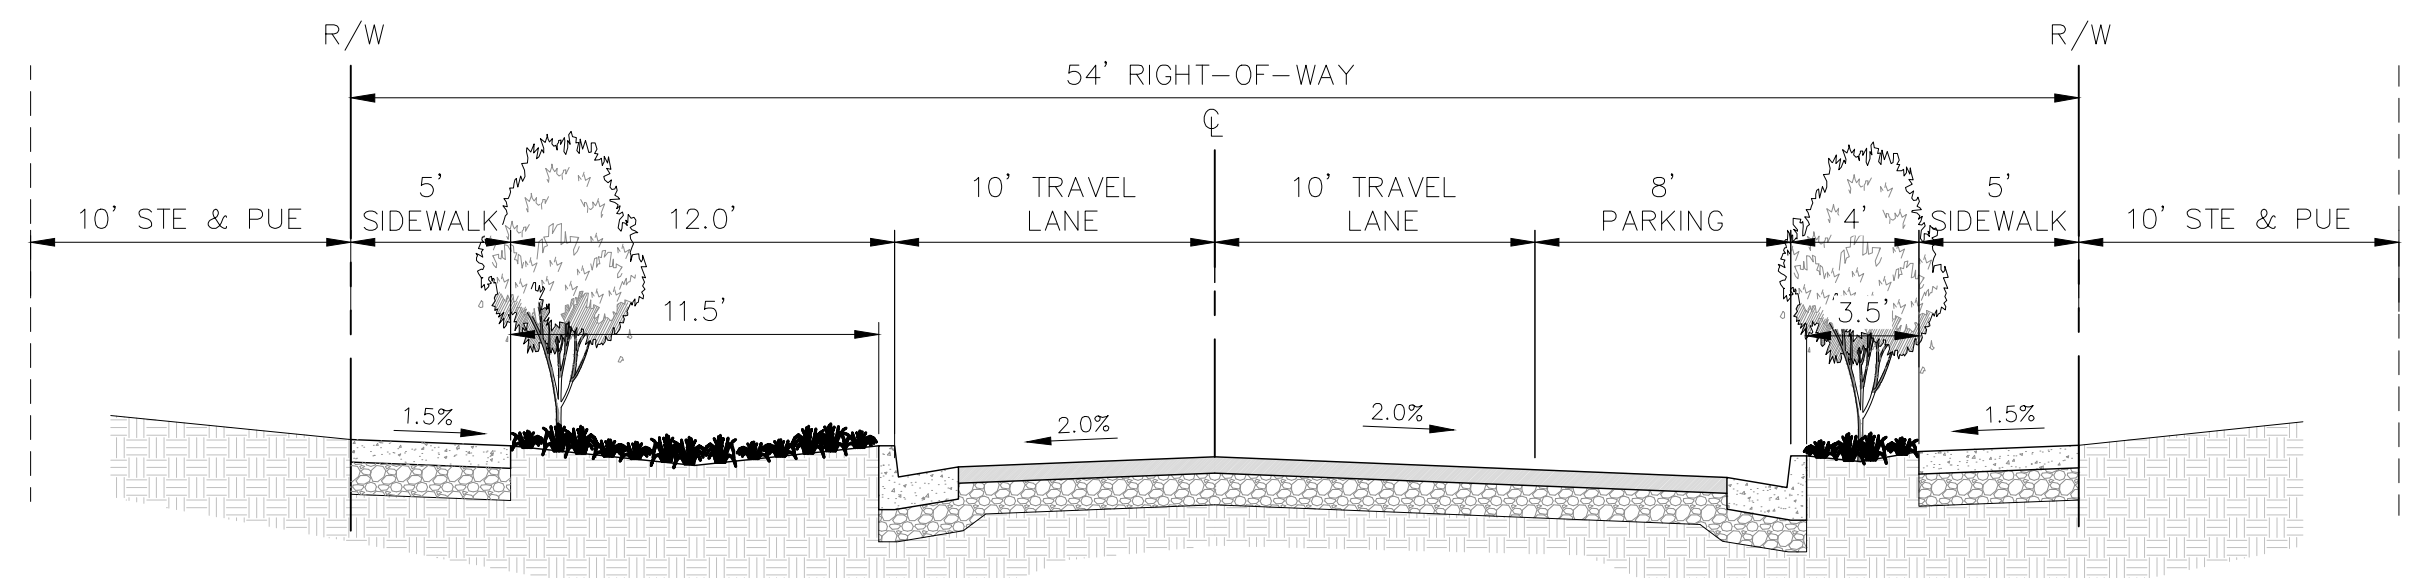 R/W
R/W
54' RIGHT-OF-WAY
℄
10' STE & PUE
5'
SIDEWALK
12.0'
10' TRAVEL
LANE
10' TRAVEL
LANE
8'
PARKING
4'
5'
SIDEWALK
10' STE & PUE
11.5'
3.5'
1.5%
2.0%
2.0%
1.5%